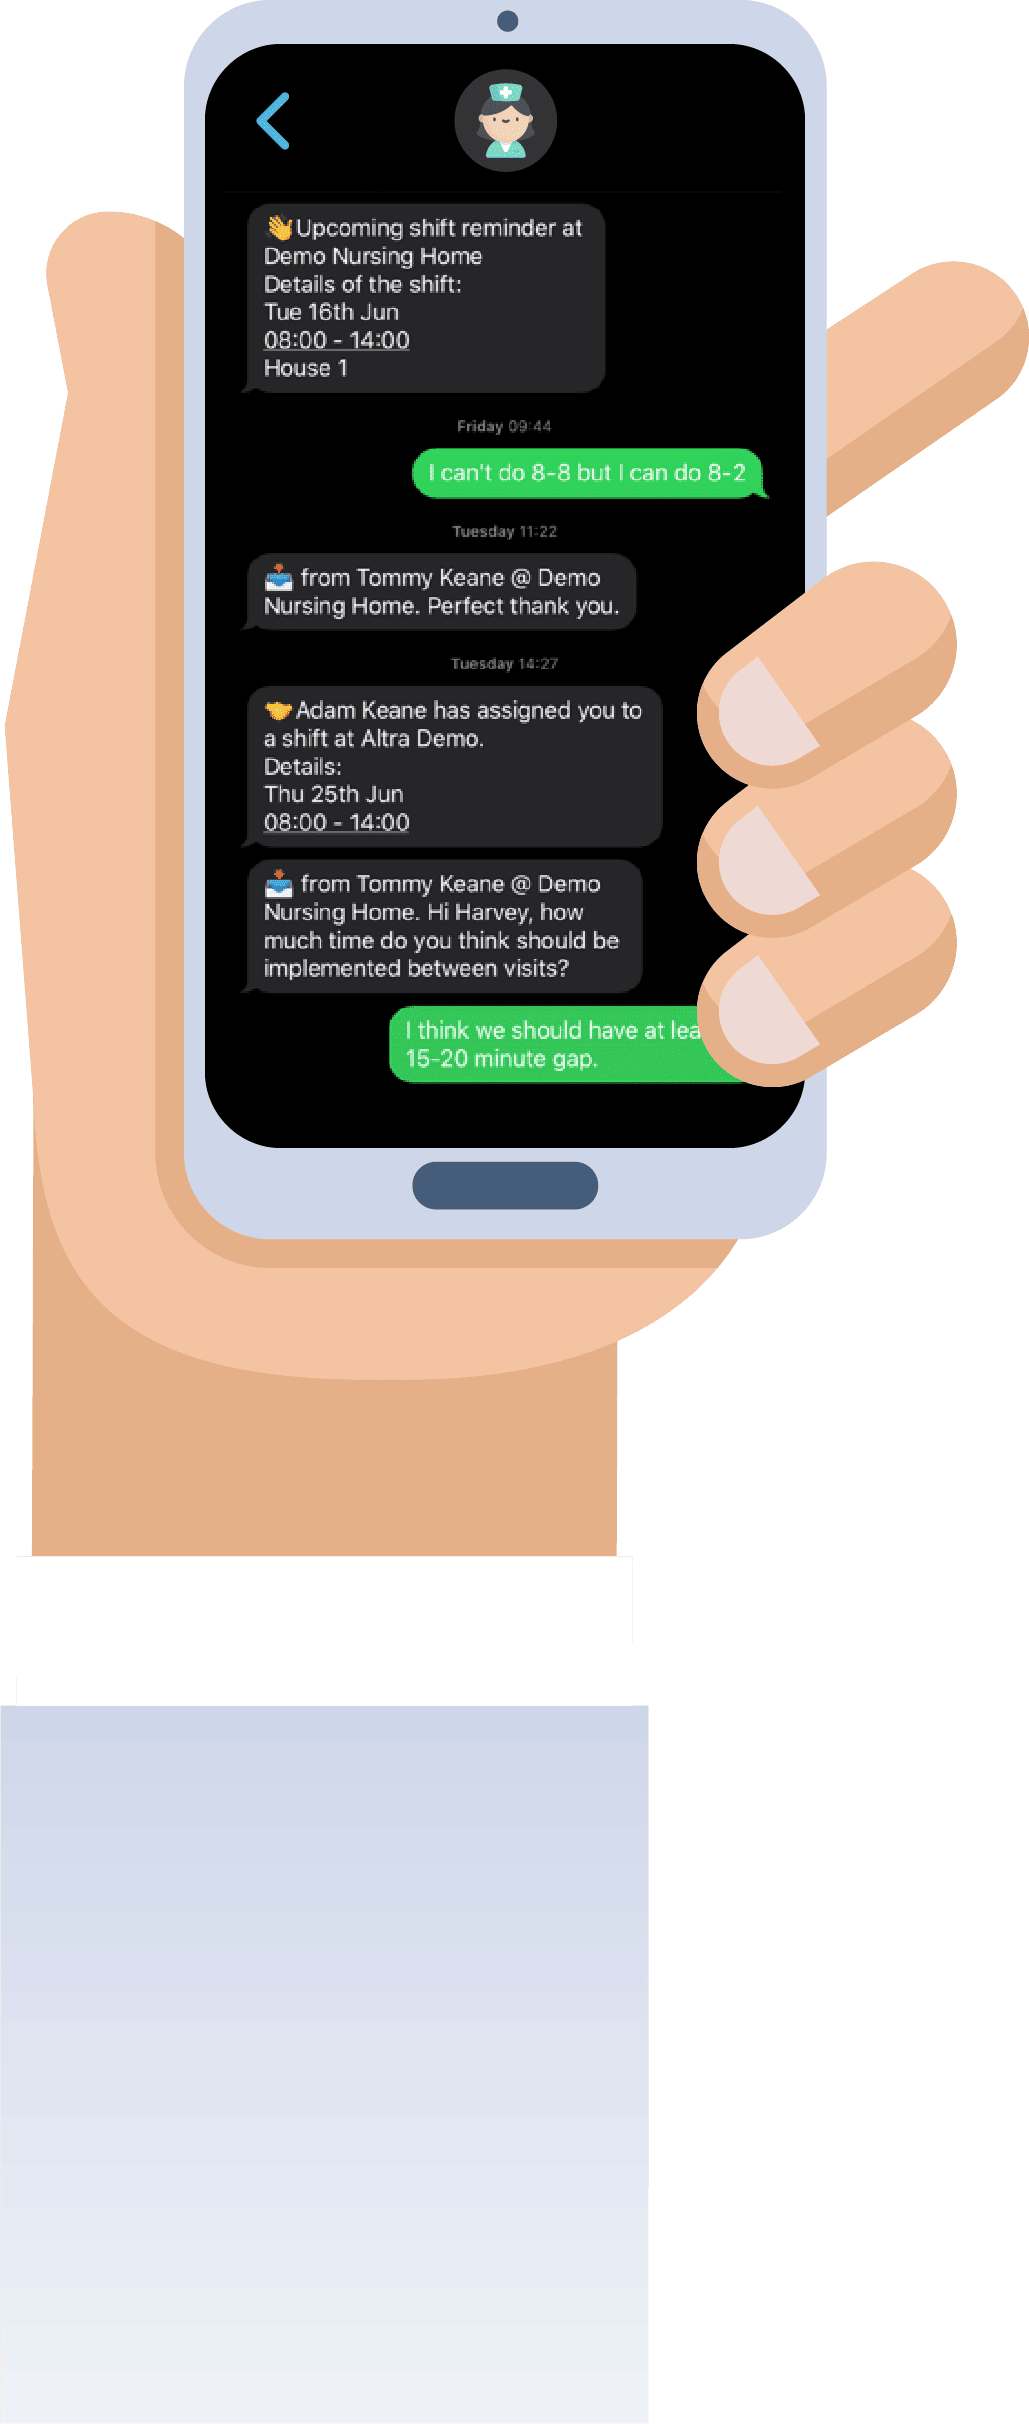 👋Upcoming shift reminder at
Demo Nursing Home
Details of the shift:
Tue 16th Jun
08:00 - 14:00
House 1
Friday 09:44
I can't do 8-8 but I can do 8-2
Tuesday 11:22
📥 from Tommy Keane @ Demo
Nursing Home. Perfect thank you.
Tuesday 14:27
🤝Adam Keane has assigned you to
a shift at Altra Demo.
Details:
Thu 25th Jun
08:00 - 14:00
📥 from Tommy Keane @ Demo
Nursing Home. Hi Harvey, how
much time do you think should be
implemented between visits?
I think we should have at
15-20 minute gap.